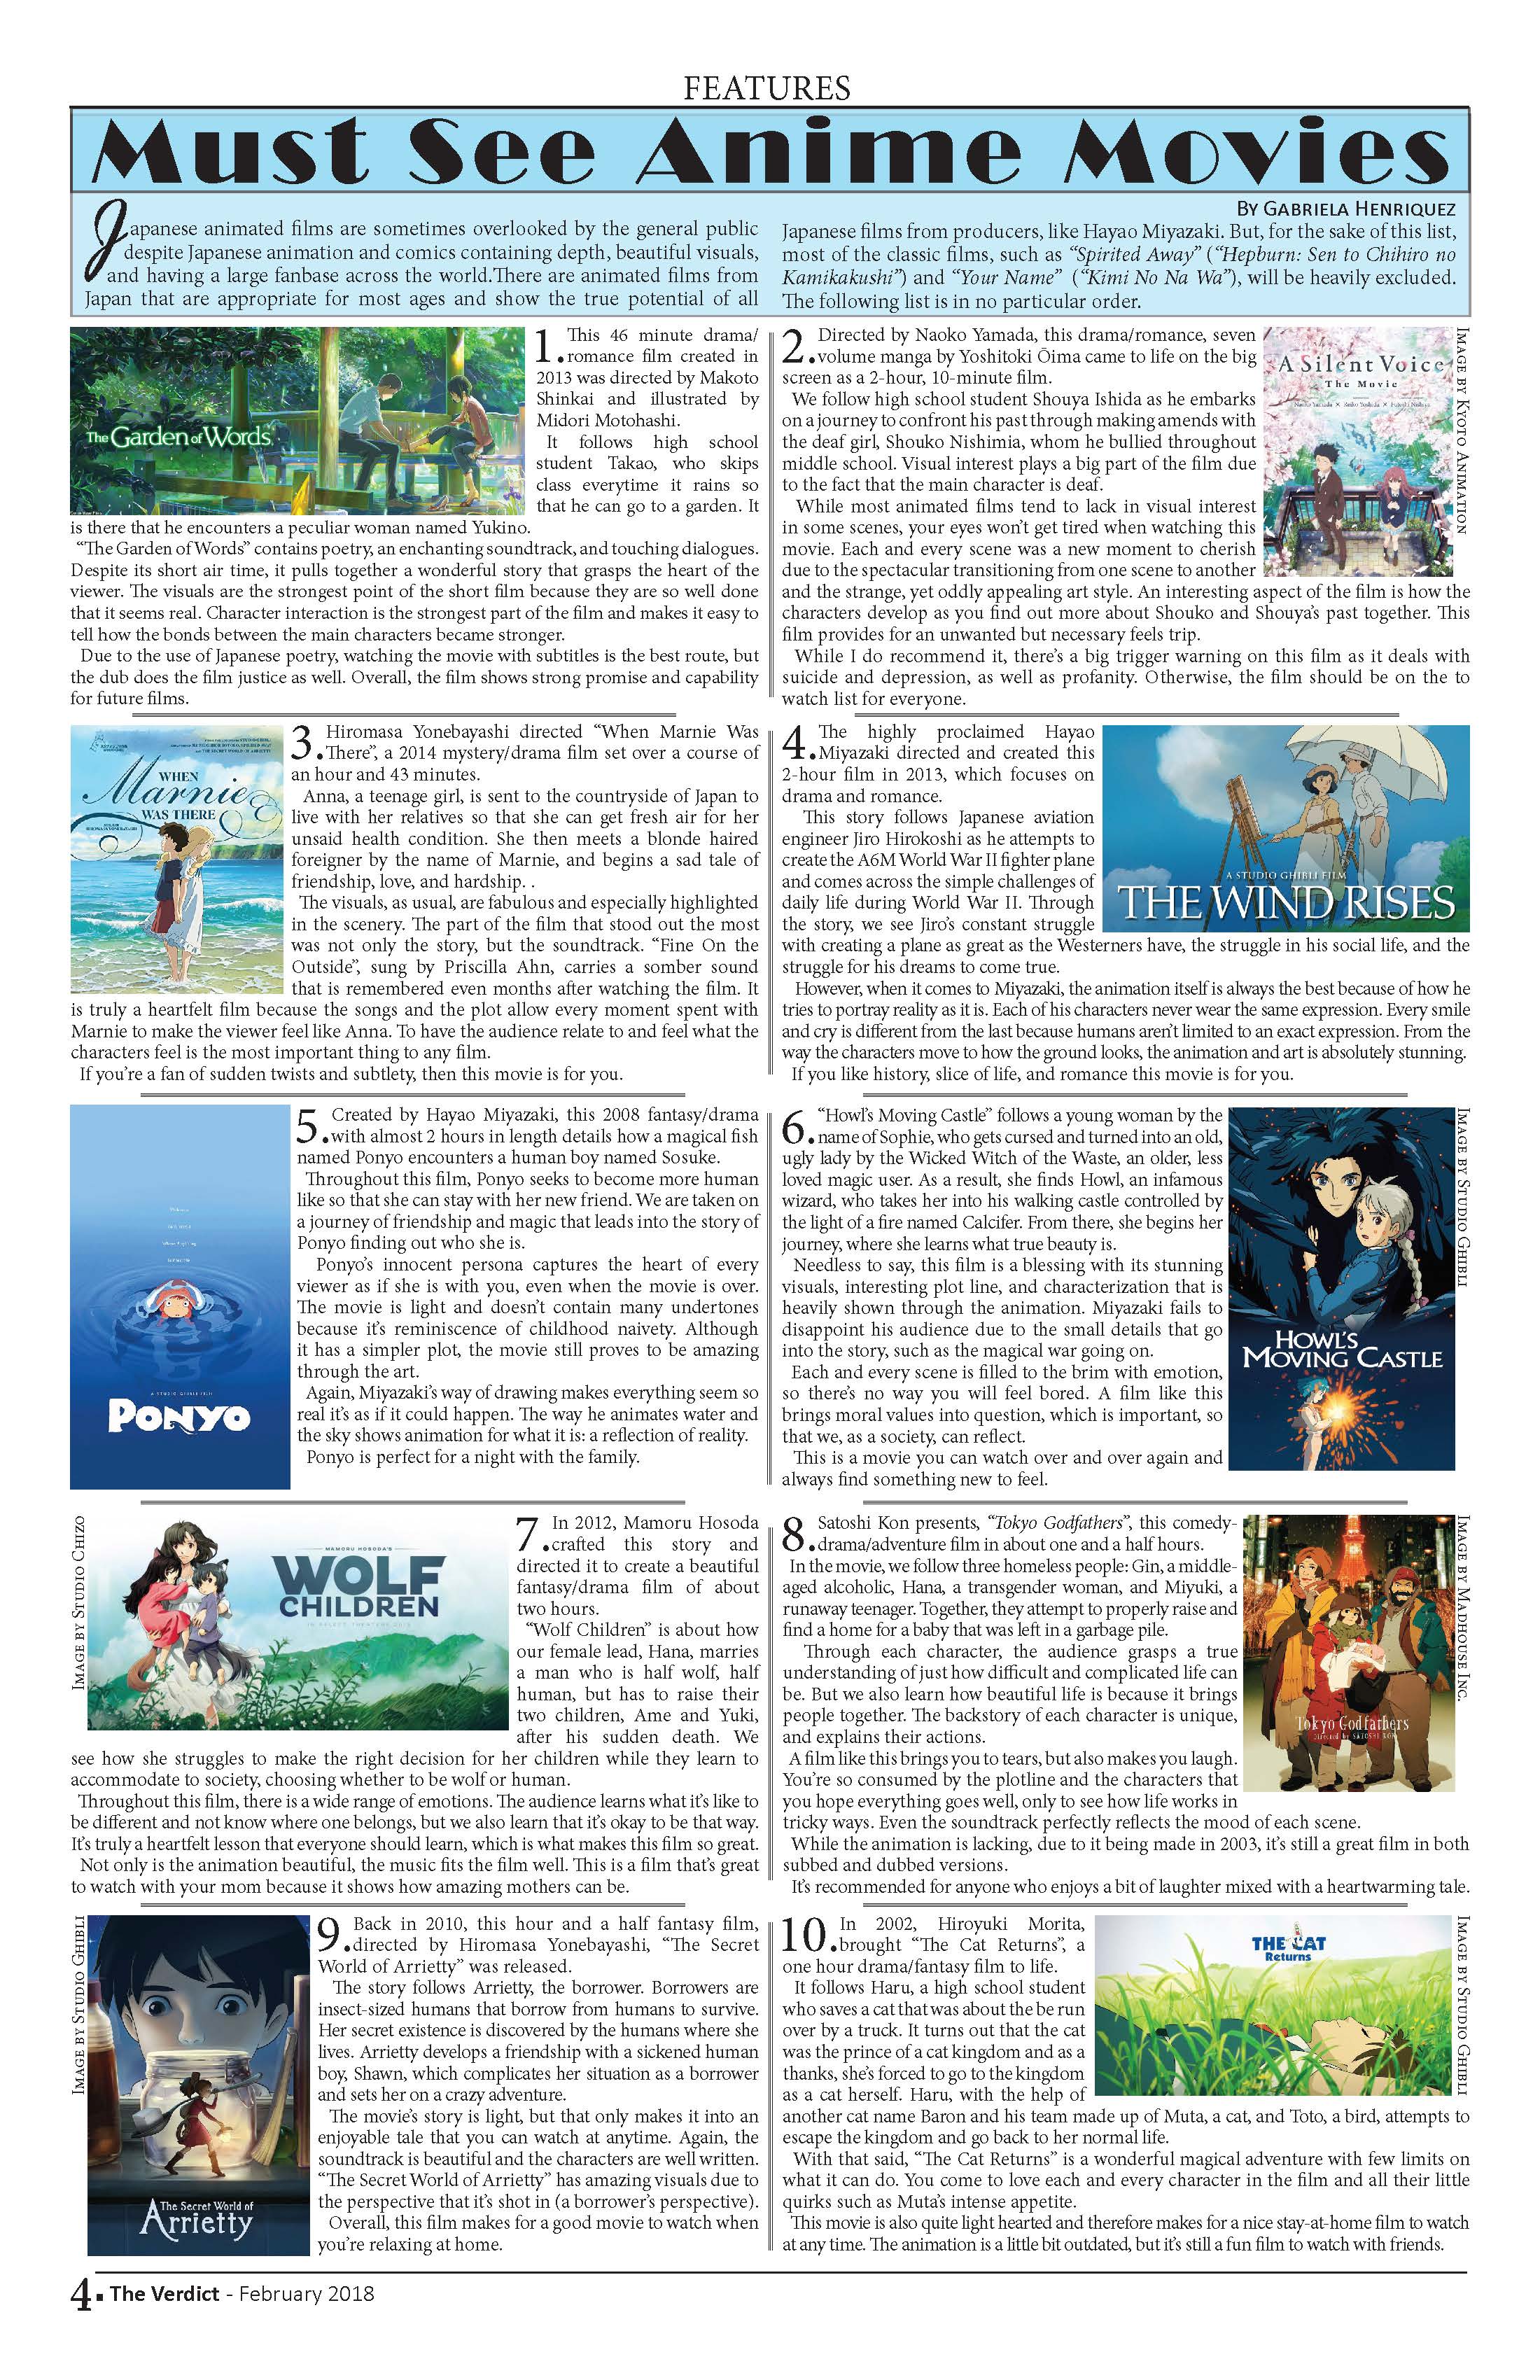 FEATURES
Must See Anime Movies
By Gabriela Henriquez
Japanese animated films are sometimes overlooked by the general public
despite Japanese animation and comics containing depth, beautiful visuals,
and having a large fanbase across the world.There are animated films from
Japan that are appropriate for most ages and show the true potential of all
Japanese films from producers, like Hayao Miyazaki. But, for the sake of this list,
most of the classic films, such as “Spirited Away” (“Hepburn: Sen to Chihiro no
Kamikakushi”) and “Your Name” (“Kimi No Na Wa”), will be heavily excluded.
The following list is in no particular order.
The Garden of Words
1. This 46 minute drama/
romance film created in
2013 was directed by Makoto
Shinkai and illustrated by
Midori Motohashi.
It follows high school
student Takao, who skips
class everytime it rains so
that he can go to a garden. It
is there that he encounters a peculiar woman named Yukino.
“The Garden of Words” contains poetry, an enchanting soundtrack, and touching dialogues.
Despite its short air time, it pulls together a wonderful story that grasps the heart of the
viewer. The visuals are the strongest point of the short film because they are so well done
that it seems real. Character interaction is the strongest part of the film and makes it easy to
tell how the bonds between the main characters became stronger.
Due to the use of Japanese poetry, watching the movie with subtitles is the best route, but
the dub does the film justice as well. Overall, the film shows strong promise and capability
for future films.
2. Directed by Naoko Yamada, this drama/romance, seven
volume manga by Yoshitoki Ōima came to life on the big
screen as a 2-hour, 10-minute film.
We follow high school student Shouya Ishida as he embarks
on a journey to confront his past through making amends with
the deaf girl, Shouko Nishimia, whom he bullied throughout
middle school. Visual interest plays a big part of the film due
to the fact that the main character is deaf.
While most animated films tend to lack in visual interest
in some scenes, your eyes won’t get tired when watching this
movie. Each and every scene was a new moment to cherish
due to the spectacular transitioning from one scene to another
and the strange, yet oddly appealing art style. An interesting aspect of the film is how the
characters develop as you find out more about Shouko and Shouya’s past together. This
film provides for an unwanted but necessary feels trip.
While I do recommend it, there’s a big trigger warning on this film as it deals with
suicide and depression, as well as profanity. Otherwise, the film should be on the to
watch list for everyone.
A Silent Voice
The Movie
Image by Kyoto Animation
When
Marnie
Was There
3. Hiromasa Yonebayashi directed “When Marnie Was
There”, a 2014 mystery/drama film set over a course of
an hour and 43 minutes.
Anna, a teenage girl, is sent to the countryside of Japan to
live with her relatives so that she can get fresh air for her
unsaid health condition. She then meets a blonde haired
foreigner by the name of Marnie, and begins a sad tale of
friendship, love, and hardship. .
The visuals, as usual, are fabulous and especially highlighted
in the scenery. The part of the film that stood out the most
was not only the story, but the soundtrack. “Fine On the
Outside”, sung by Priscilla Ahn, carries a somber sound
that is remembered even months after watching the film. It
is truly a heartfelt film because the songs and the plot allow every moment spent with
Marnie to make the viewer feel like Anna. To have the audience relate to and feel what the
characters feel is the most important thing to any film.
If you’re a fan of sudden twists and subtlety, then this movie is for you.
4. The highly proclaimed Hayao
Miyazaki directed and created this
2-hour film in 2013, which focuses on
drama and romance.
This story follows Japanese aviation
engineer Jiro Hirokoshi as he attempts to
create the A6M World War II fighter plane
and comes across the simple challenges of
daily life during World War II. Through
the story, we see Jiro’s constant struggle
with creating a plane as great as the Westerners have, the struggle in his social life, and the
struggle for his dreams to come true.
However, when it comes to Miyazaki, the animation itself is always the best because of how he
tries to portray reality as it is. Each of his characters never wear the same expression. Every smile
and cry is different from the last because humans aren’t limited to an exact expression. From the
way the characters move to how the ground looks, the animation and art is absolutely stunning.
If you like history, slice of life, and romance this movie is for you.
A STUDIO GHIBLI FILM
THE WIND RISES
A STUDIO GHIBLI FILM
PONYO
5. Created by Hayao Miyazaki, this 2008 fantasy/drama
with almost 2 hours in length details how a magical fish
named Ponyo encounters a human boy named Sosuke.
Throughout this film, Ponyo seeks to become more human
like so that she can stay with her new friend. We are taken on
a journey of friendship and magic that leads into the story of
Ponyo finding out who she is.
Ponyo’s innocent persona captures the heart of every
viewer as if she is with you, even when the movie is over.
The movie is light and doesn’t contain many undertones
because it’s reminiscence of childhood naivety. Although
it has a simpler plot, the movie still proves to be amazing
through the art.
Again, Miyazaki’s way of drawing makes everything seem so
real it’s as if it could happen. The way he animates water and
the sky shows animation for what it is: a reflection of reality.
Ponyo is perfect for a night with the family.
6. “Howl’s Moving Castle” follows a young woman by the
name of Sophie, who gets cursed and turned into an old,
ugly lady by the Wicked Witch of the Waste, an older, less
loved magic user. As a result, she finds Howl, an infamous
wizard, who takes her into his walking castle controlled by
the light of a fire named Calcifer. From there, she begins her
journey, where she learns what true beauty is.
Needless to say, this film is a blessing with its stunning
visuals, interesting plot line, and characterization that is
heavily shown through the animation. Miyazaki fails to
disappoint his audience due to the small details that go
into the story, such as the magical war going on.
Each and every scene is filled to the brim with emotion,
so there’s no way you will feel bored. A film like this
brings moral values into question, which is important, so
that we, as a society, can reflect.
This is a movie you can watch over and over again and
always find something new to feel.
Howl’s
Moving Castle
Image by Studio Ghibli
Image by Studio Chizo
MAMORU HOSODA’S
WOLF
CHILDREN
7. In 2012, Mamoru Hosoda
crafted this story and
directed it to create a beautiful
fantasy/drama film of about
two hours.
“Wolf Children” is about how
our female lead, Hana, marries
a man who is half wolf, half
human, but has to raise their
two children, Ame and Yuki,
after his sudden death. We
see how she struggles to make the right decision for her children while they learn to
accommodate to society, choosing whether to be wolf or human.
Throughout this film, there is a wide range of emotions. The audience learns what it’s like to
be different and not know where one belongs, but we also learn that it’s okay to be that way.
It’s truly a heartfelt lesson that everyone should learn, which is what makes this film so great.
Not only is the animation beautiful, the music fits the film well. This is a film that’s great
to watch with your mom because it shows how amazing mothers can be.
8. Satoshi Kon presents, “Tokyo Godfathers”, this comedy-
drama/adventure film in about one and a half hours.
In the movie, we follow three homeless people: Gin, a middle-
aged alcoholic, Hana, a transgender woman, and Miyuki, a
runaway teenager. Together, they attempt to properly raise and
find a home for a baby that was left in a garbage pile.
Through each character, the audience grasps a true
understanding of just how difficult and complicated life can
be. But we also learn how beautiful life is because it brings
people together. The backstory of each character is unique,
and explains their actions.
A film like this brings you to tears, but also makes you laugh.
You’re so consumed by the plotline and the characters that
you hope everything goes well, only to see how life works in
tricky ways. Even the soundtrack perfectly reflects the mood of each scene.
While the animation is lacking, due to it being made in 2003, it’s still a great film in both
subbed and dubbed versions.
It’s recommended for anyone who enjoys a bit of laughter mixed with a heartwarming tale.
Tokyo Godfathers
Directed by SATOSHI KON
Image by Madhouse Inc.
Image by Studio Ghibli
The Secret World of
Arrietty
9. Back in 2010, this hour and a half fantasy film,
directed by Hiromasa Yonebayashi, “The Secret
World of Arrietty” was released.
The story follows Arrietty, the borrower. Borrowers are
insect-sized humans that borrow from humans to survive.
Her secret existence is discovered by the humans where she
lives. Arrietty develops a friendship with a sickened human
boy, Shawn, which complicates her situation as a borrower
and sets her on a crazy adventure.
The movie’s story is light, but that only makes it into an
enjoyable tale that you can watch at anytime. Again, the
soundtrack is beautiful and the characters are well written.
“The Secret World of Arrietty” has amazing visuals due to
the perspective that it’s shot in (a borrower’s perspective).
Overall, this film makes for a good movie to watch when
you’re relaxing at home.
10. In 2002, Hiroyuki Morita,
brought “The Cat Returns”, a
one hour drama/fantasy film to life.
It follows Haru, a high school student
who saves a cat that was about the be run
over by a truck. It turns out that the cat
was the prince of a cat kingdom and as a
thanks, she’s forced to go to the kingdom
as a cat herself. Haru, with the help of
another cat name Baron and his team made up of Muta, a cat, and Toto, a bird, attempts to
escape the kingdom and go back to her normal life.
With that said, “The Cat Returns” is a wonderful magical adventure with few limits on
what it can do. You come to love each and every character in the film and all their little
quirks such as Muta’s intense appetite.
This movie is also quite light hearted and therefore makes for a nice stay-at-home film to watch
at any time. The animation is a little bit outdated, but it’s still a fun film to watch with friends.
THE CAT
Returns
Image by Studio Ghibli
4 ▪ The Verdict - February 2018